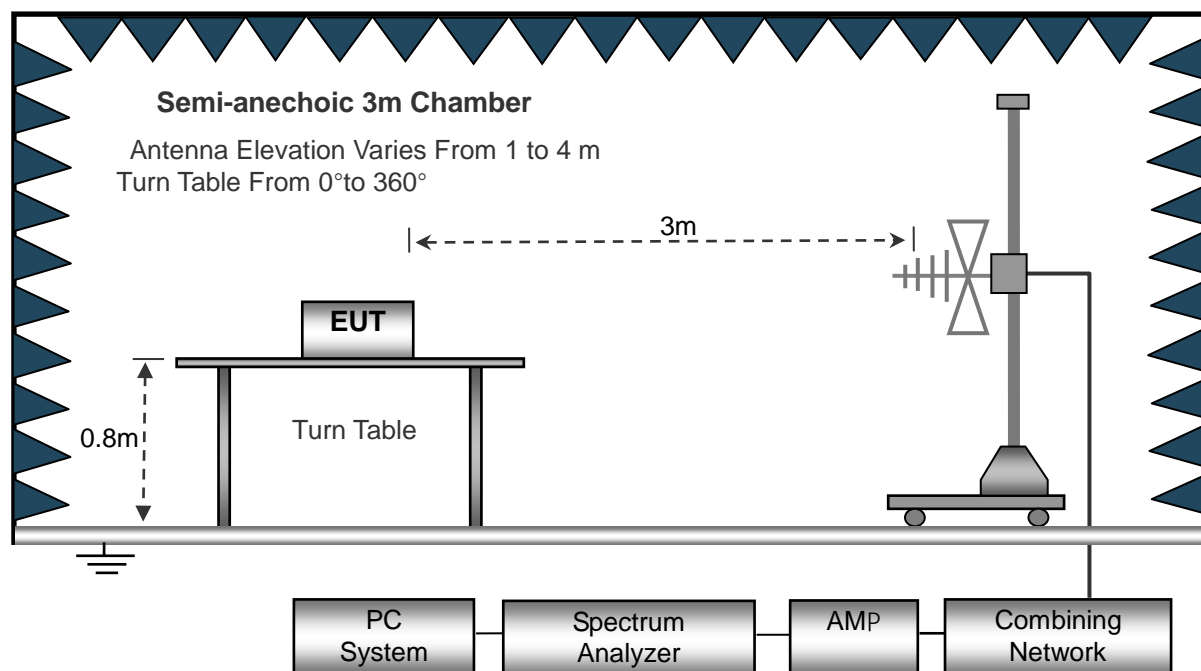 Semi-anechoic 3m Chamber
Antenna Elevation Varies From 1 to 4 m
Turn Table From 0°to 360°
3m
EUT
0.8m
Turn Table
PC
System
Spectrum
Analyzer
AMP
Combining
Network